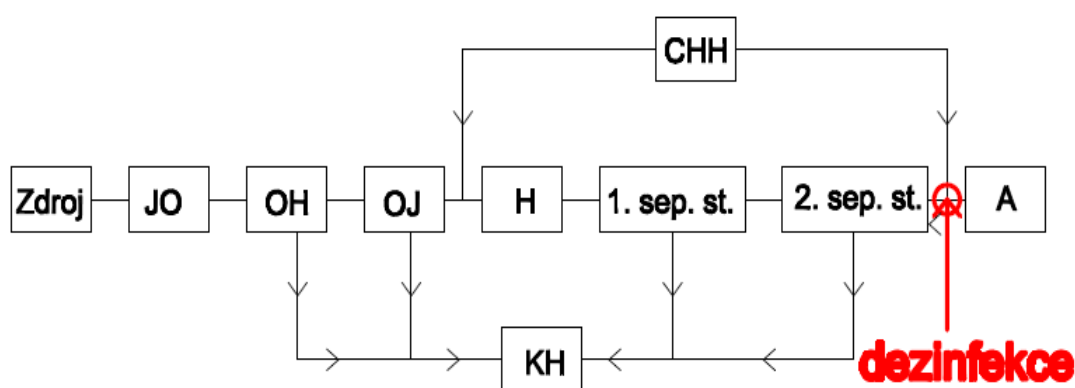 CHH
Zdroj
JO
OH
OJ
H
1. sep. st.
2. sep. st.
A
KH
dezinfekce